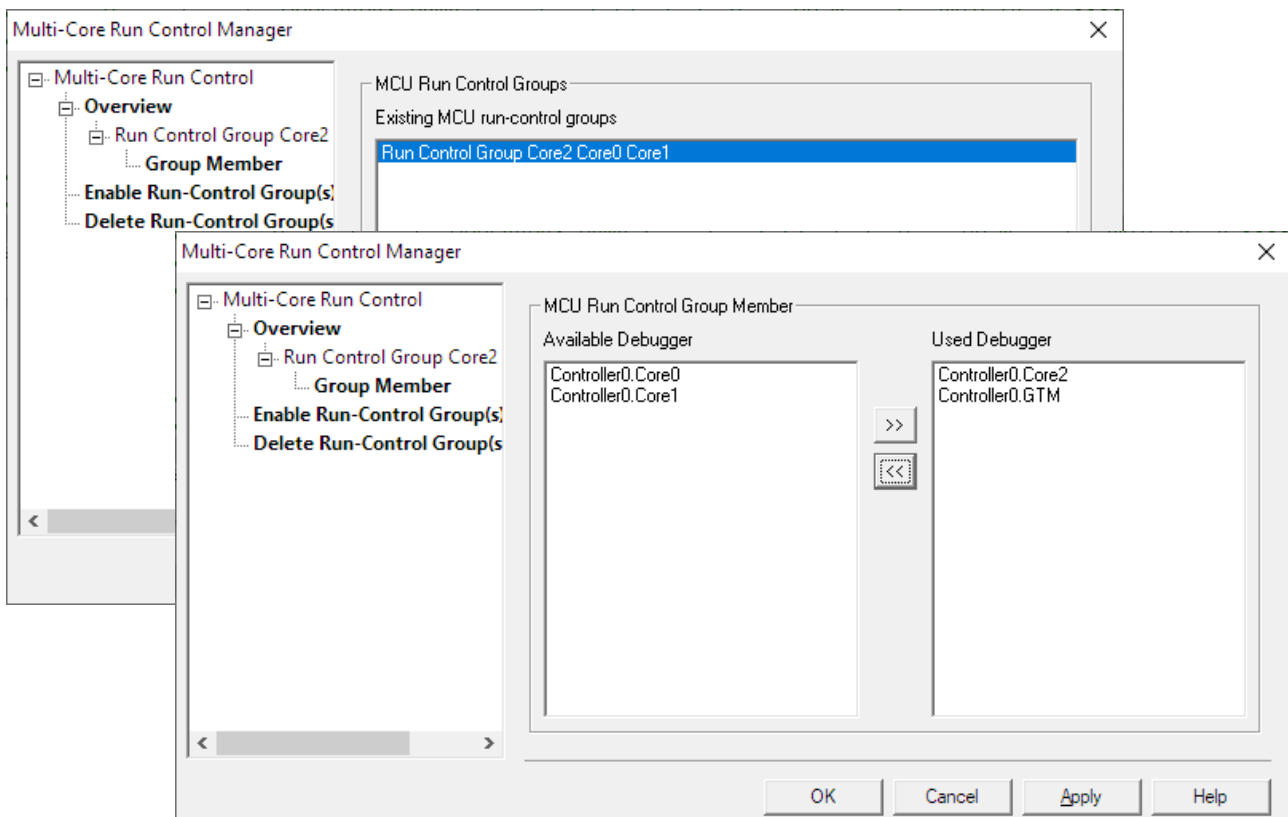 Multi-Core Run Control Manager
Multi-Core Run Control
Overview
Run Control Group Core2
Group Member
Enable Run-Control Group(s)
Delete Run-Control Group(s
MCU Run Control Groups
Existing MCU run-control groups
Run Control Group Core2 Core0 Core1
Multi-Core Run Control Manager
Multi-Core Run Control
Overview
Run Control Group Core2
Group Member
Enable Run-Control Group(s)
Delete Run-Control Group(s
MCU Run Control Group Member
Available Debugger
Controller0.Core0
Controller0.Core1
>>
<<
Used Debugger
Controller0.Core2
Controller0.GTM
OK Cancel Apply Help